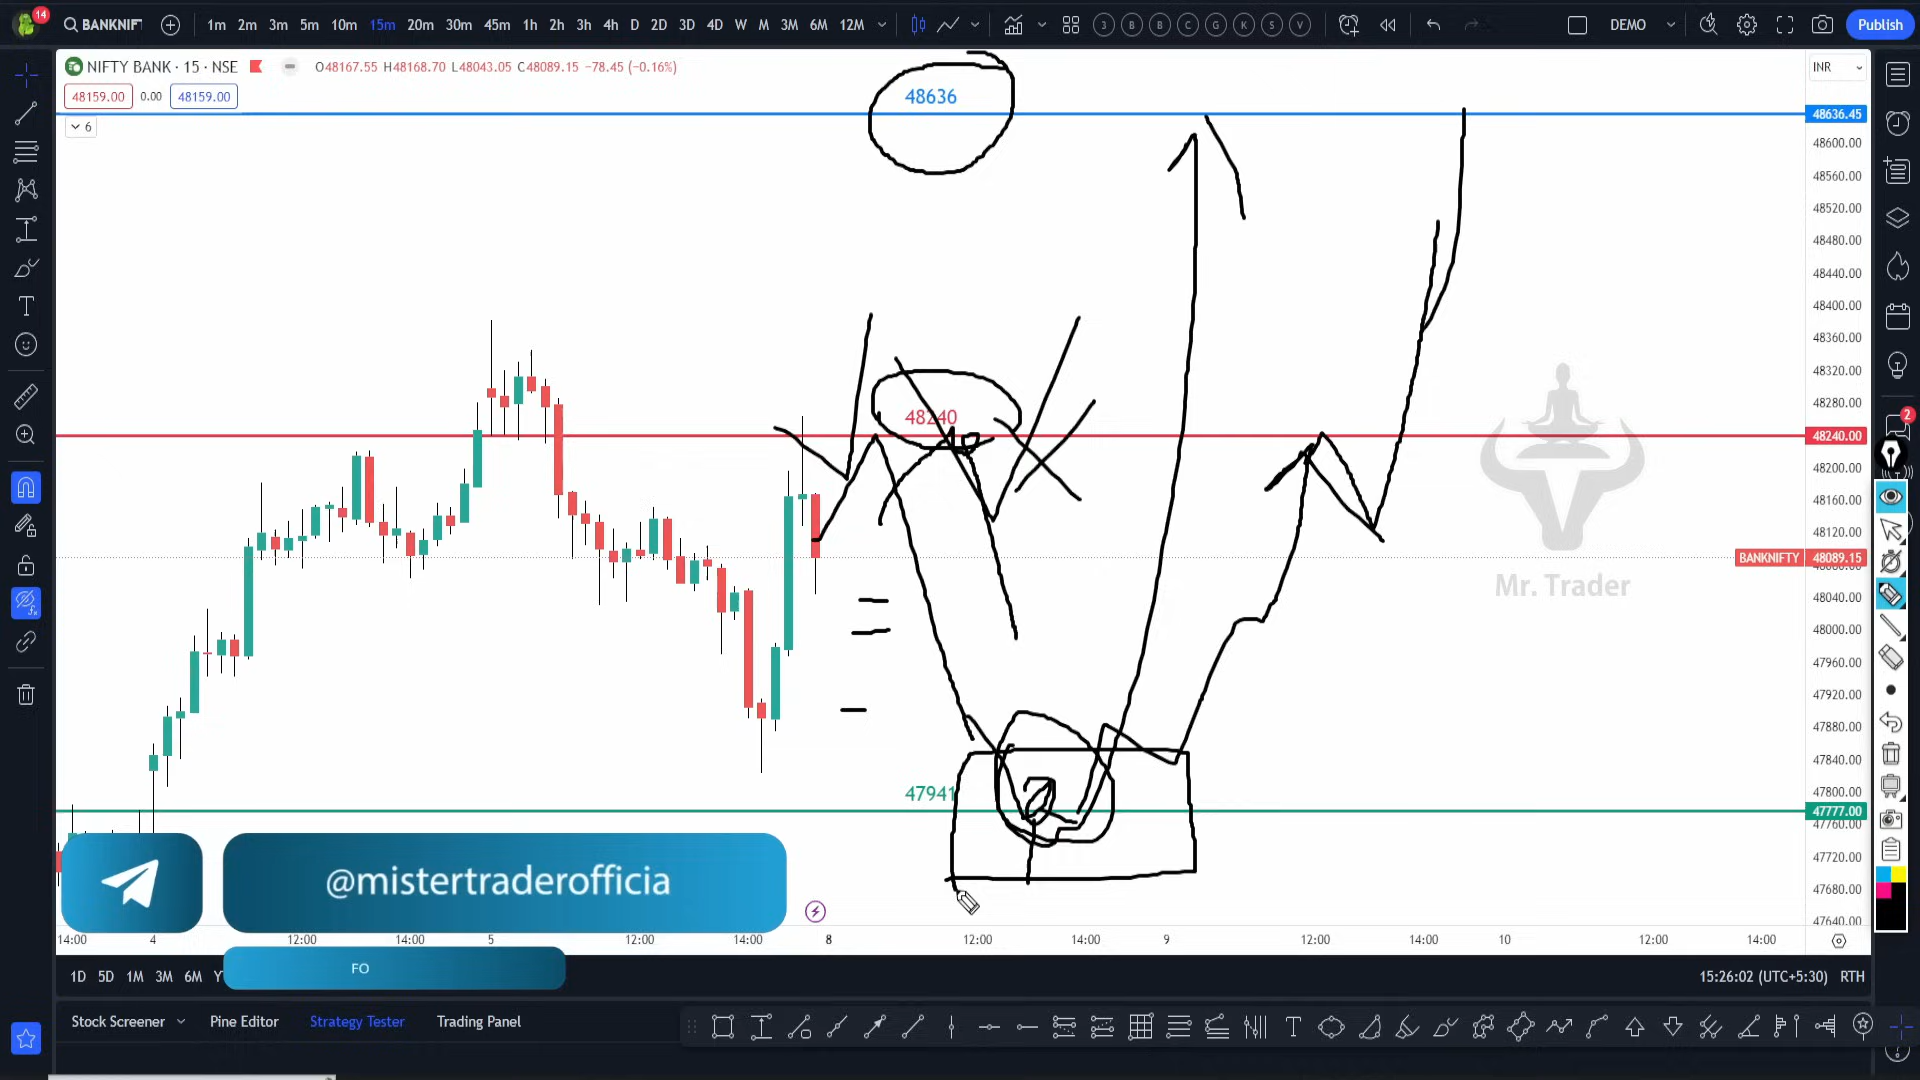 14
BANKNIF
1m 2m 3m 5m 10m 15m 20m 30m 45m 1h 2h 3h 4h D 2D 3D 4D W M 3M 6M 12M
J B B C G K S V
DEMO
Publish
NIFTY BANK · 15 · NSE
O48167.55 H48168.70 L48043.05 C48089.15 −78.45 (−0.16%)
INR
48159.00 0.00 48159.00
6
48636
48636.45
48600.00
48560.00
48520.00
48480.00
48440.00
48400.00
48360.00
48320.00
48280.00
48240
48240.00
48200.00
48160.00
48120.00
BANKNIFTY 48089.15
48040.00
48000.00
47960.00
47920.00
47880.00
47840.00
47800.00
47941
47777.00
47760.00
47720.00
47680.00
47640.00
Mr. Trader
2
@mistertraderofficia
FO
14:00 4 12:00 14:00 5 12:00 14:00 8 12:00 14:00 9 12:00 14:00 10 12:00 14:00
1D 5D 1M 3M 6M Y
15:26:02 (UTC+5:30) RTH
Stock Screener Pine Editor Strategy Tester Trading Panel